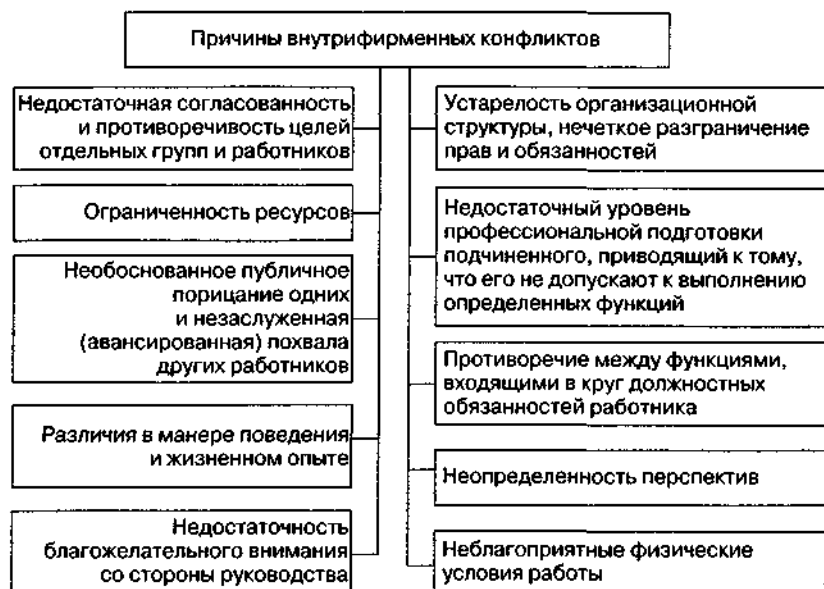 Причины внутрифирменных конфликтов
Недостаточная согласованность
и противоречивость целей
отдельных групп и работников
Ограниченность ресурсов
Необоснованное публичное
порицание одних
и незаслуженная
(авансированная) похвала
других работников
Различия в манере поведения
и жизненном опыте
Недостаточность
благожелательного внимания
со стороны руководства
Устарелость организационной
структуры, нечеткое разграничение
прав и обязанностей
Недостаточный уровень
профессиональной подготовки
подчиненного, приводящий к тому,
что его не допускают к выполнению
определенных функций
Противоречие между функциями,
входящими в круг должностных
обязанностей работника
Неопределенность перспектив
Неблагоприятные физические
условия работы